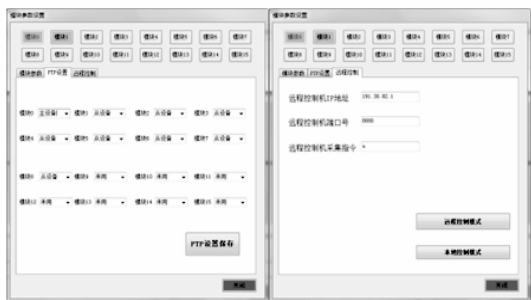 模块参数设置
模块0 模块1 模块2 模块3 模块4 模块5 模块6 模块7
模块8 模块9 模块10 模块11 模块12 模块13 模块14 模块15
模块参数 PTP设置 远程控制
模块0 主设备 模块1 从设备 模块2 从设备 模块3 从设备
模块4 从设备 模块5 从设备 模块6 从设备 模块7 从设备
模块8 从设备 模块9 未用 模块10 未用 模块11 未用
模块12 未用 模块13 未用 模块14 未用 模块15 未用
PTP设置保存
关闭
模块参数设置
模块0 模块1 模块2 模块3 模块4 模块5 模块6 模块7
模块8 模块9 模块10 模块11 模块12 模块13 模块14 模块15
模块参数 PTP设置 远程控制
远程控制机IP地址
远程控制机端口号
远程控制机采集指令
远程控制模式
本地控制模式
关闭